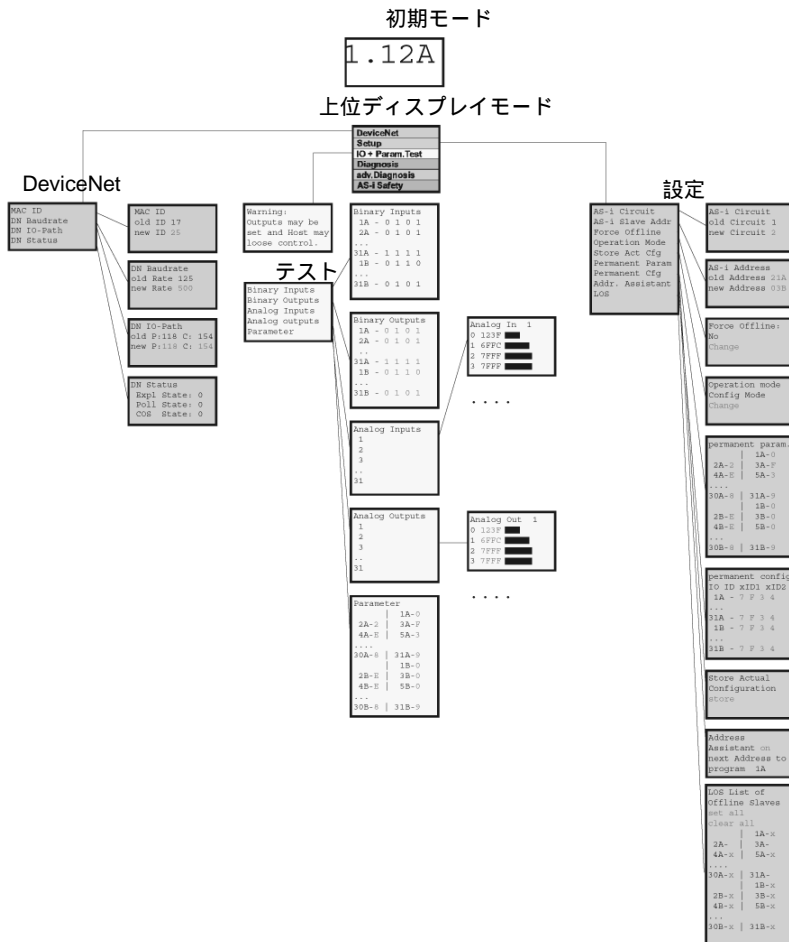 初期モード
1.12A
上位ディスプレイモード
DeviceNet
Setup
IO + Param.Test
Diagnosis
adv.Diagnosis
AS-i Safety
DeviceNet
MAC ID
DN Baudrate
DN IO-Path
DN Status
MAC ID
old ID 17
new ID 25
DN Baudrate
old Rate 125
new Rate 500
DN IO-Path
old P:118 C: 154
new P:118 C: 154
DN Status
Expl State: 0
Poll State: 0
COS State: 0
Warning:
Outputs may be
set and Host may
loose control.
テスト
Binary Inputs
Binary Outputs
Analog Inputs
Analog outputs
Parameter
Binary Inputs
1A - 0 1 0 1
2A - 0 1 0 1
...
31A - 1 1 1 1
1B - 0 1 1 0
...
31B - 0 1 0 1
Binary Outputs
1A - 0 1 0 1
2A - 0 1 0 1
..
31A - 1 1 1 1
1B - 0 1 1 0
...
31B - 0 1 0 1
Analog Inputs
1
2
3
..
31
Analog Outputs
1
2
3
..
31
Parameter
| 1A-0
2A-2 | 3A-F
4A-E | 5A-3
....
30A-8 | 31A-9
| 1B-0
2B-E | 3B-0
4B-E | 5B-0
...
30B-8 | 31B-9
Analog In 1
0 123F
1 6FFC
2 7FFF
3 7FFF
....
Analog Out 1
0 123F
1 6FFC
2 7FFF
3 7FFF
....
設定
AS-i Circuit
AS-i Slave Addr
Force Offline
Operation Mode
Store Act Cfg
Permanent Param
Permanent Cfg
Addr. Assistant
LOS
AS-i Circuit
old Circuit 1
new Circuit 2
AS-i Address
old Address 21A
new Address 03B
Force Offline:
No
Change
Operation mode
Config Mode
Change
permanent param.
| 1A-0
2A-2 | 3A-F
4A-E | 5A-3
....
30A-8 | 31A-9
| 1B-0
2B-E | 3B-0
4B-E | 5B-0
...
30B-8 | 31B-9
permanent config
IO ID xID1 xID2
1A - 7 F 3 4
...
31A - 7 F 3 4
1B - 7 F 3 4
...
31B - 7 F 3 4
Store Actual
Configuration
store
Address
Assistant on
next Address to
program 1A
LOS List of
Offline Slaves
set all
clear all
| 1A-x
2A- | 3A-
4A-x | 5A-x
....
30A-x | 31A-
| 1B-x
2B-x | 3B-x
4B-x | 5B-x
...
30B-x | 31B-x